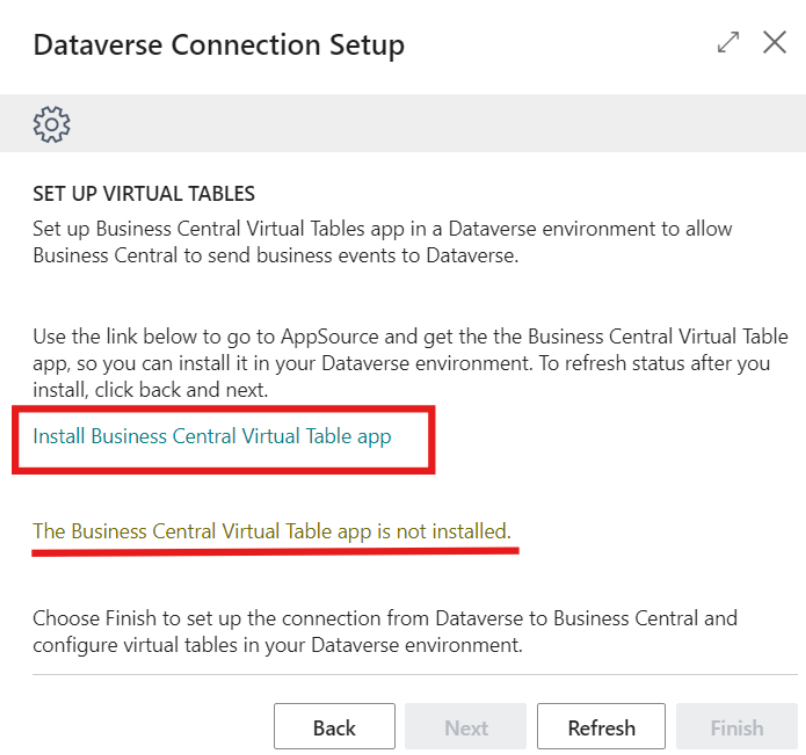 Dataverse Connection Setup
SET UP VIRTUAL TABLES
Set up Business Central Virtual Tables app in a Dataverse environment to allow
Business Central to send business events to Dataverse.
Use the link below to go to AppSource and get the the Business Central Virtual Table
app, so you can install it in your Dataverse environment. To refresh status after you
install, click back and next.
Install Business Central Virtual Table app
The Business Central Virtual Table app is not installed.
Choose Finish to set up the connection from Dataverse to Business Central and
configure virtual tables in your Dataverse environment.
Back Next Refresh Finish